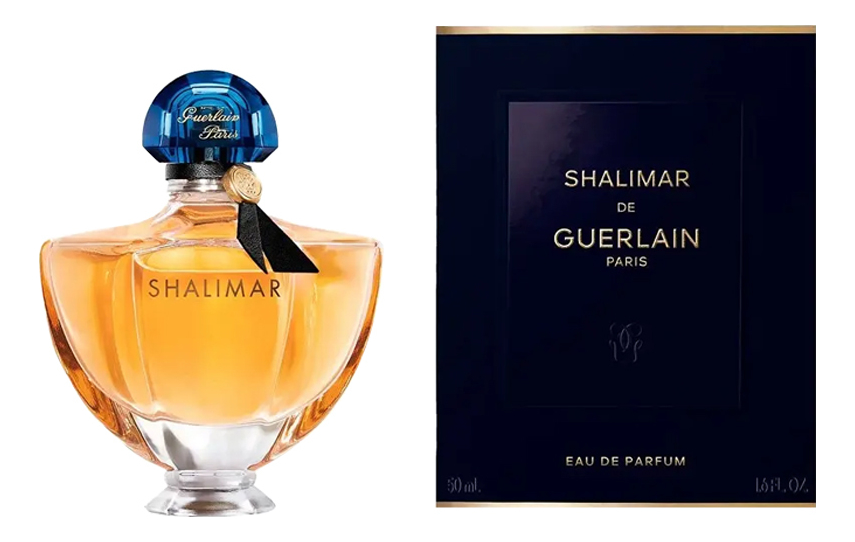 Guerlain
Paris
SHALIMAR
SHALIMAR
DE
GUERLAIN
PARIS
EAU DE PARFUM
50 mL
1.6 FL. OZ.